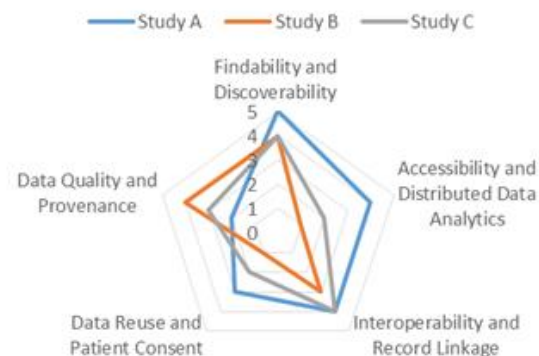 Study A Study B Study C
Findability and
Discoverability
5
4
3
2
1
0
Accessibility and
Distributed Data
Analytics
Data Quality and
Provenance
Data Reuse and
Patient Consent
Interoperability and
Record Linkage